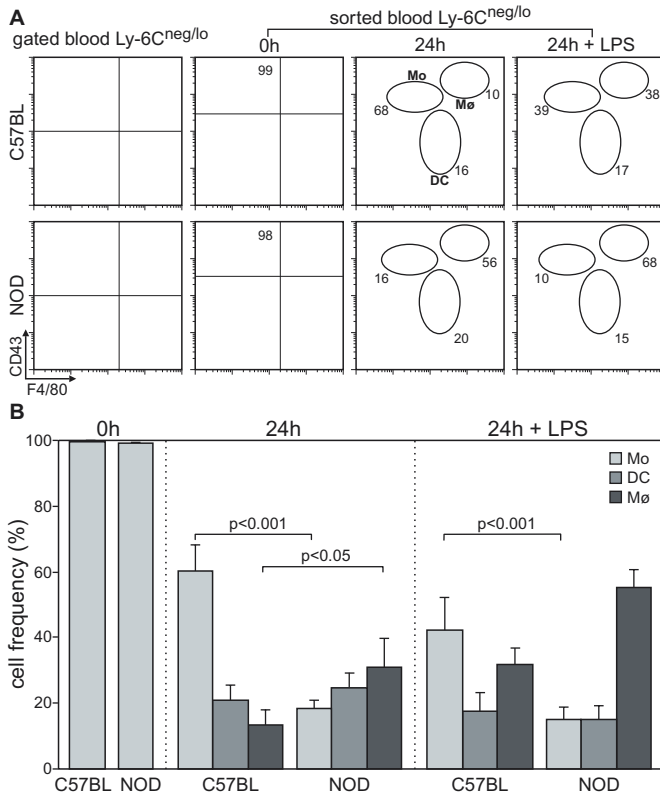 A
gated blood Ly-6Cneg/lo
sorted blood Ly-6Cneg/lo
0h
24h
24h + LPS
C57BL
99
Mo
Mø
DC
68
10
16
39
38
17
NOD
98
16
56
20
10
68
15
CD43
F4/80
B
0h
24h
24h + LPS
cell frequency (%)
100
80
60
40
20
0
p<0.001
p<0.05
p<0.001
Mo
DC
Mø
C57BL NOD
C57BL
NOD
C57BL
NOD